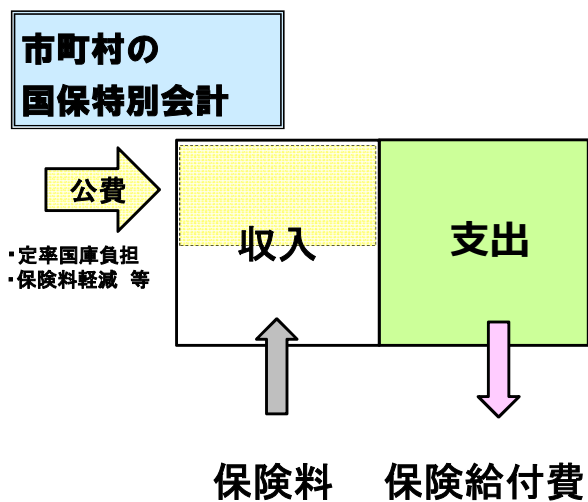 市町村の
国保特別会計
公費
・定率国庫負担
・保険料軽減 等
収入
支出
保険料
保険給付費